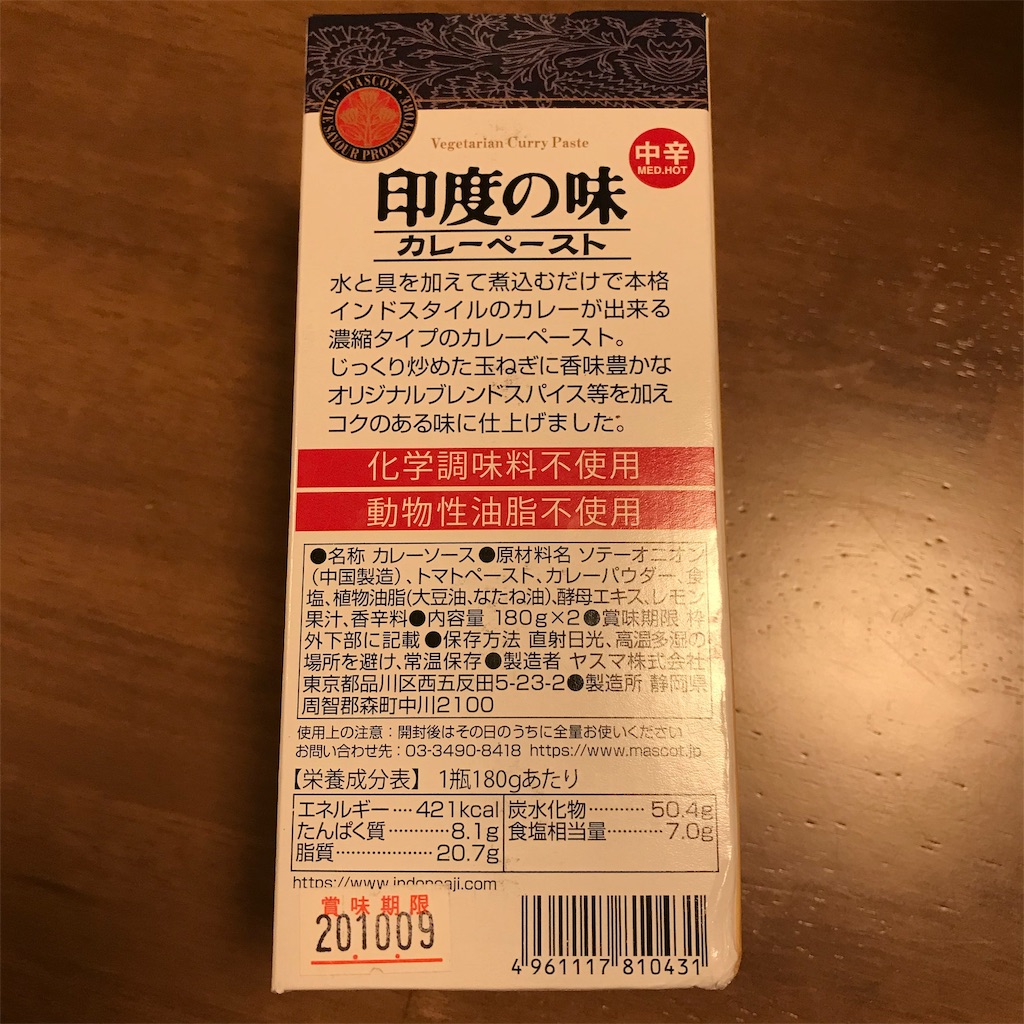 MASCOT
THE SAVOUR PROVEDITORE
Vegetarian Curry Paste
中辛
MED.HOT
印度の味
カレーペースト
水と具を加えて煮込むだけで本格
インドスタイルのカレーが出来る
濃縮タイプのカレーペースト。
じっくり炒めた玉ねぎに香味豊かな
オリジナルブレンドスパイス等を加え
コクのある味に仕上げました。
化学調味料不使用
動物性油脂不使用
●名称 カレーソース●原材料名 ソテーオニオン
(中国製造)、トマトペースト、カレーパウダー、食
塩、植物油脂(大豆油、なたね油)、酵母エキス、レモン
果汁、香辛料●内容量 180g×2●賞味期限 枠
外下部に記載 ●保存方法 直射日光、高温多湿の
場所を避け、常温保存●製造者 ヤスマ株式会社
東京都品川区西五反田5-23-2●製造所 静岡県
周智郡森町中川2100
使用上の注意:開封後はその日のうちに全量お使いください
お問い合わせ先:03-3490-8418 https://www.mascot.jp
【栄養成分表】 1瓶180gあたり
エネルギー‥‥421kcal 炭水化物‥‥‥‥50.4g
たんぱく質‥‥‥‥8.1g 食塩相当量‥‥‥‥7.0g
脂質‥‥‥‥‥‥20.7g
https://www.indonoaji.com
賞味期限
201009
4 961117 810431